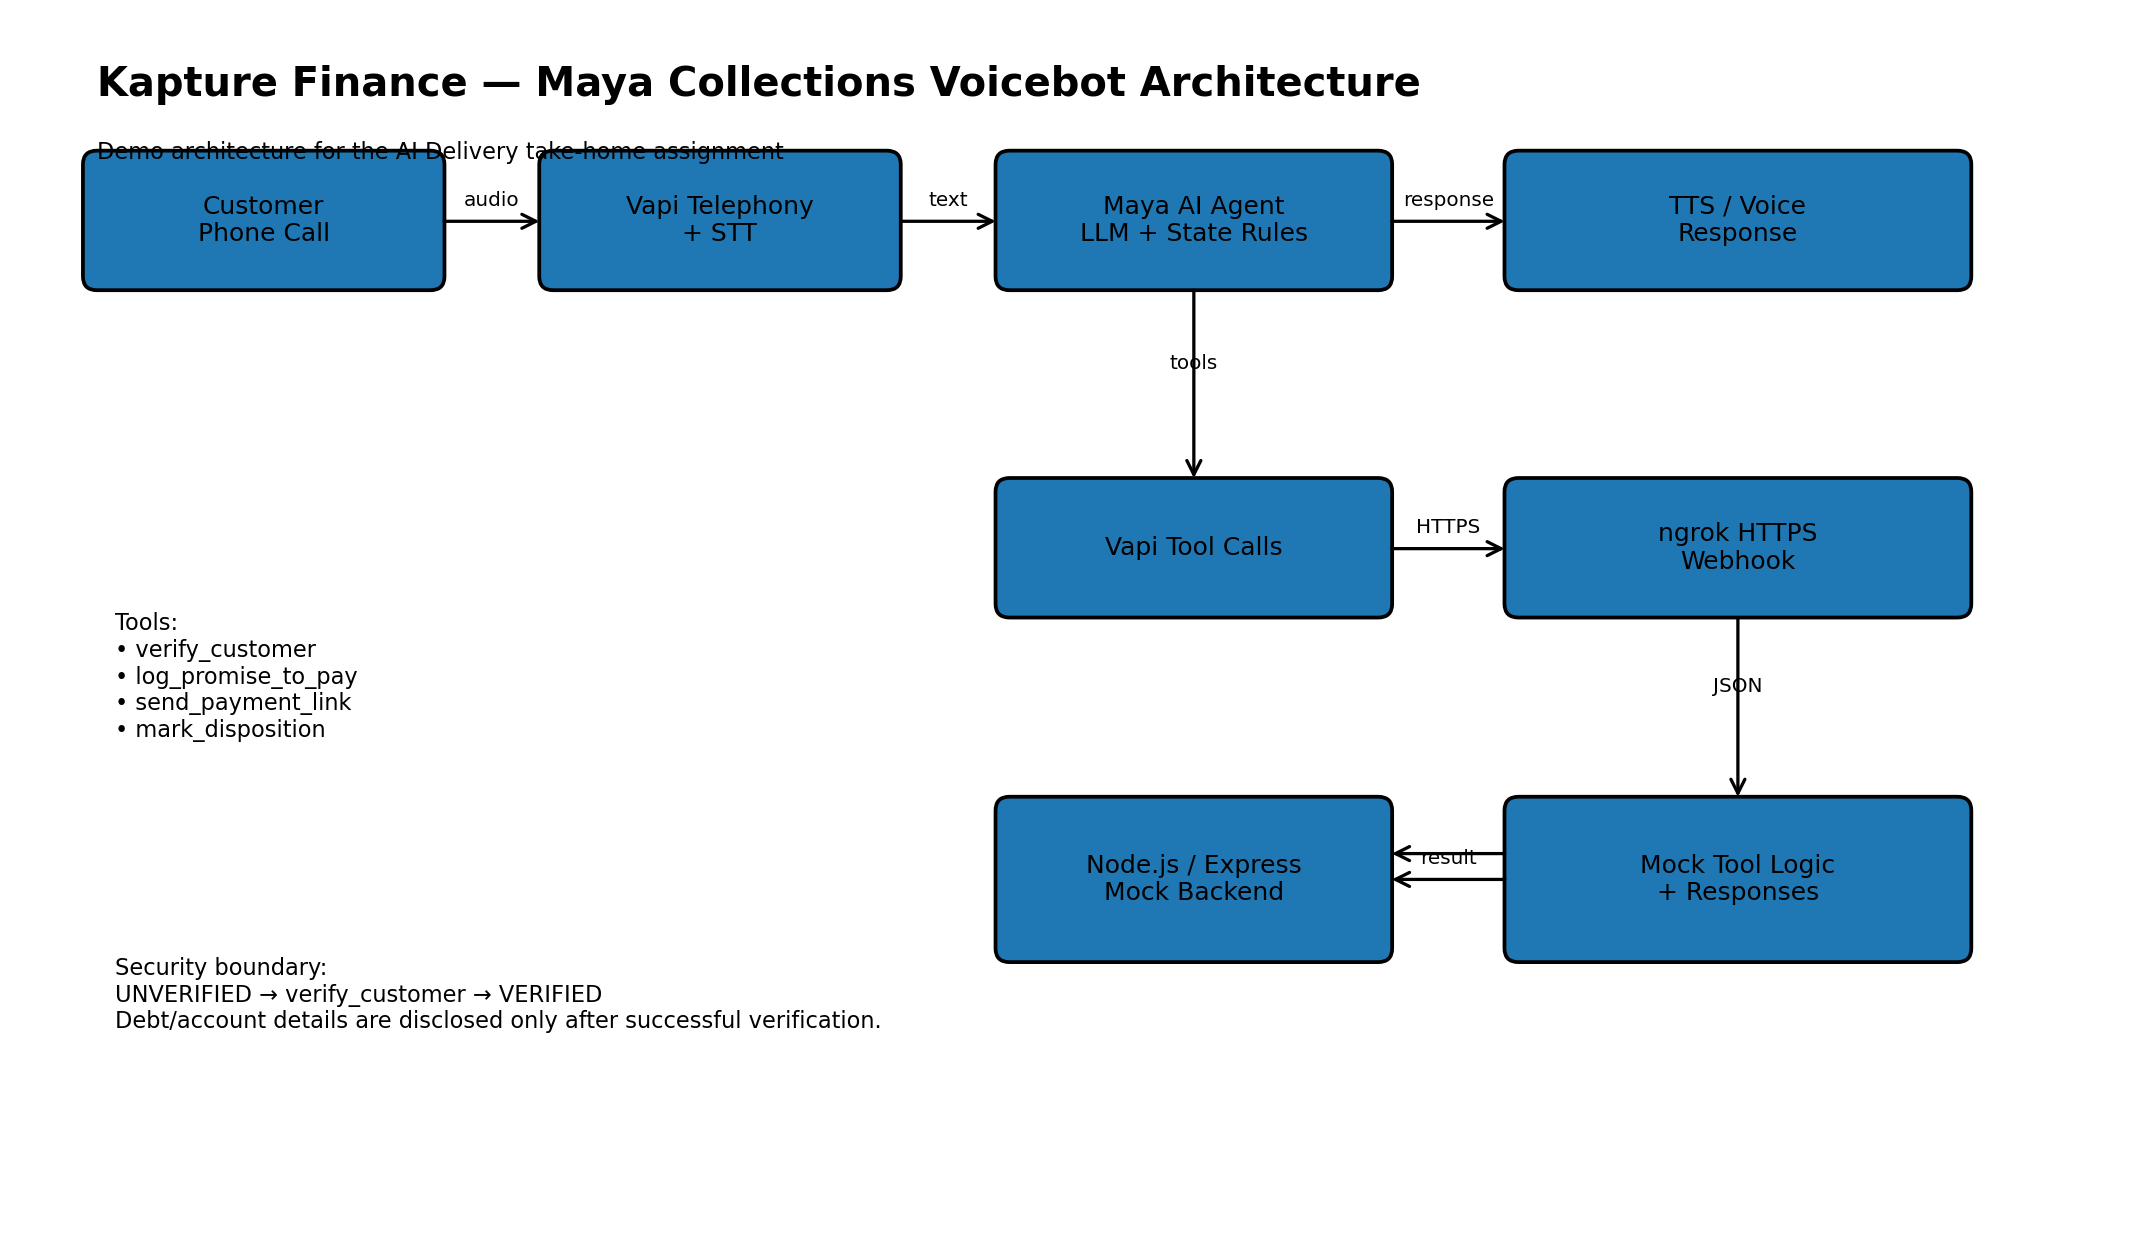 Kapture Finance — Maya Collections Voicebot Architecture
Demo architecture for the AI Delivery take-home assignment
Customer
Phone Call
audio
Vapi Telephony
+ STT
text
Maya AI Agent
LLM + State Rules
response
TTS / Voice
Response
tools
Vapi Tool Calls
HTTPS
ngrok HTTPS
Webhook
Tools:
• verify_customer
• log_promise_to_pay
• send_payment_link
• mark_disposition
JSON
Node.js / Express
Mock Backend
result
Mock Tool Logic
+ Responses
Security boundary:
UNVERIFIED → verify_customer → VERIFIED
Debt/account details are disclosed only after successful verification.